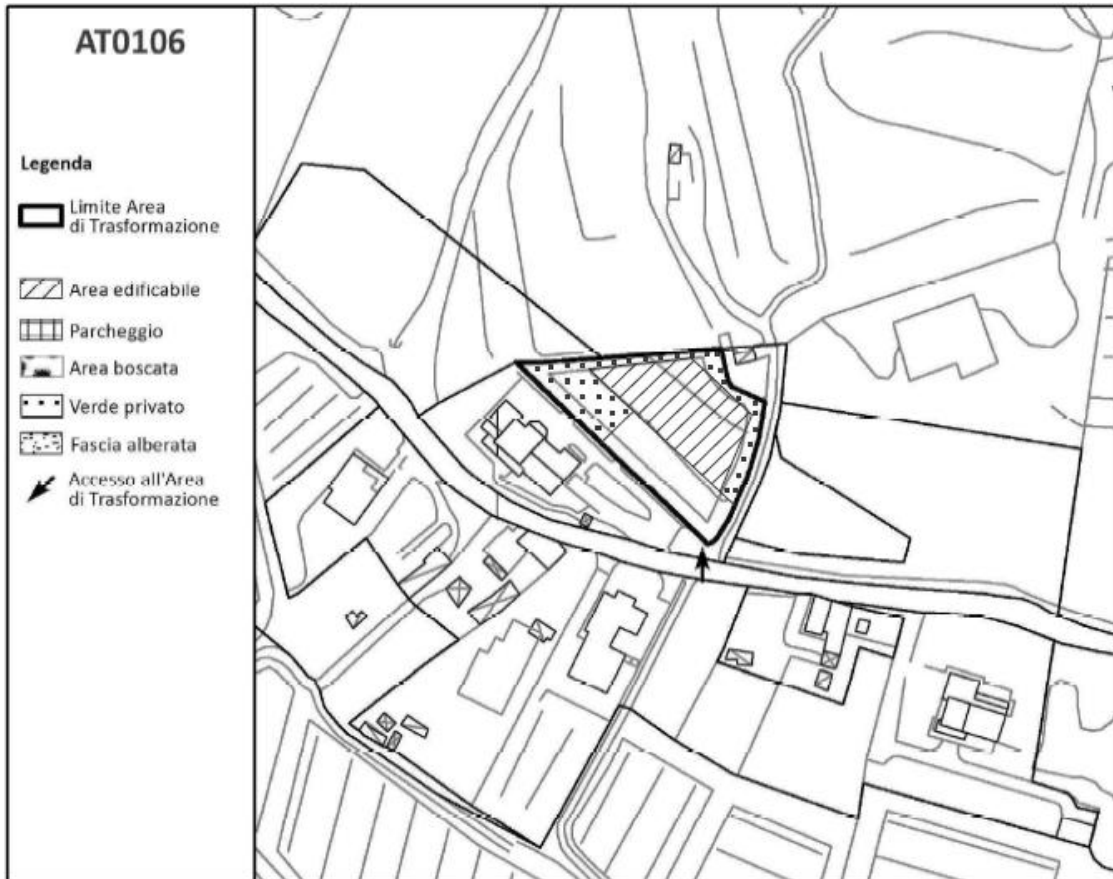 AT0106
Legenda
Limite Area
di Trasformazione
Area edificabile
Parcheggio
Area boscata
Verde privato
Fascia alberata
Accesso all'Area
di Trasformazione